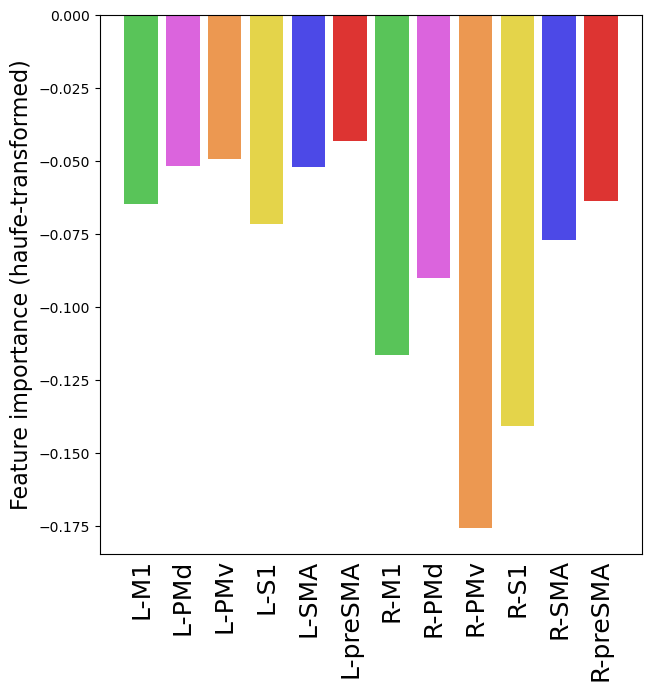 Feature importance (haufe-transformed)
0.000
−0.025
−0.050
−0.075
−0.100
−0.125
−0.150
−0.175
L-M1
L-PMd
L-PMv
L-S1
L-SMA
L-preSMA
R-M1
R-PMd
R-PMv
R-S1
R-SMA
R-preSMA